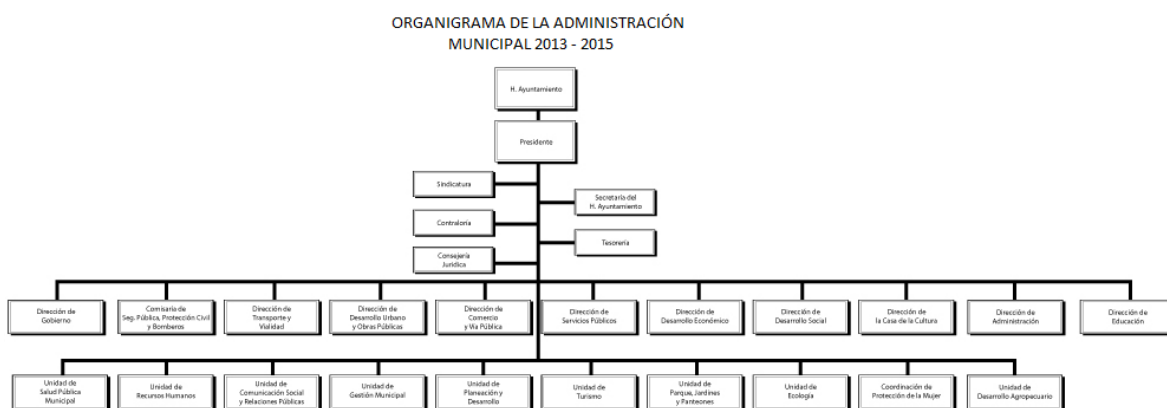 ORGANIGRAMA DE LA ADMINISTRACIÓN
MUNICIPAL 2013 - 2015
H. Ayuntamiento
Presidente
Sindicatura
Secretaría del
H. Ayuntamiento
Contraloría
Tesorería
Consejería
Jurídica
Dirección de
Gobierno
Comisaría de
Seg. Pública, Protección Civil
y Bomberos
Dirección de
Transporte y
Vialidad
Dirección de
Desarrollo Urbano
y Obras Públicas
Dirección de
Comercio
y Vía Pública
Dirección de
Servicios Públicos
Dirección de
Desarrollo Económico
Dirección de
Desarrollo Social
Dirección de
la Casa de la Cultura
Dirección de
Administración
Dirección de
Educación
Unidad de
Salud Pública
Municipal
Unidad de
Recursos Humanos
Unidad de
Comunicación Social
y Relaciones Públicas
Unidad de
Gestión Municipal
Unidad de
Planeación y
Desarrollo
Unidad de
Turismo
Unidad de
Parque, Jardines
y Panteones
Unidad de
Ecología
Coordinación de
Protección de la Mujer
Unidad de
Desarrollo Agropecuario